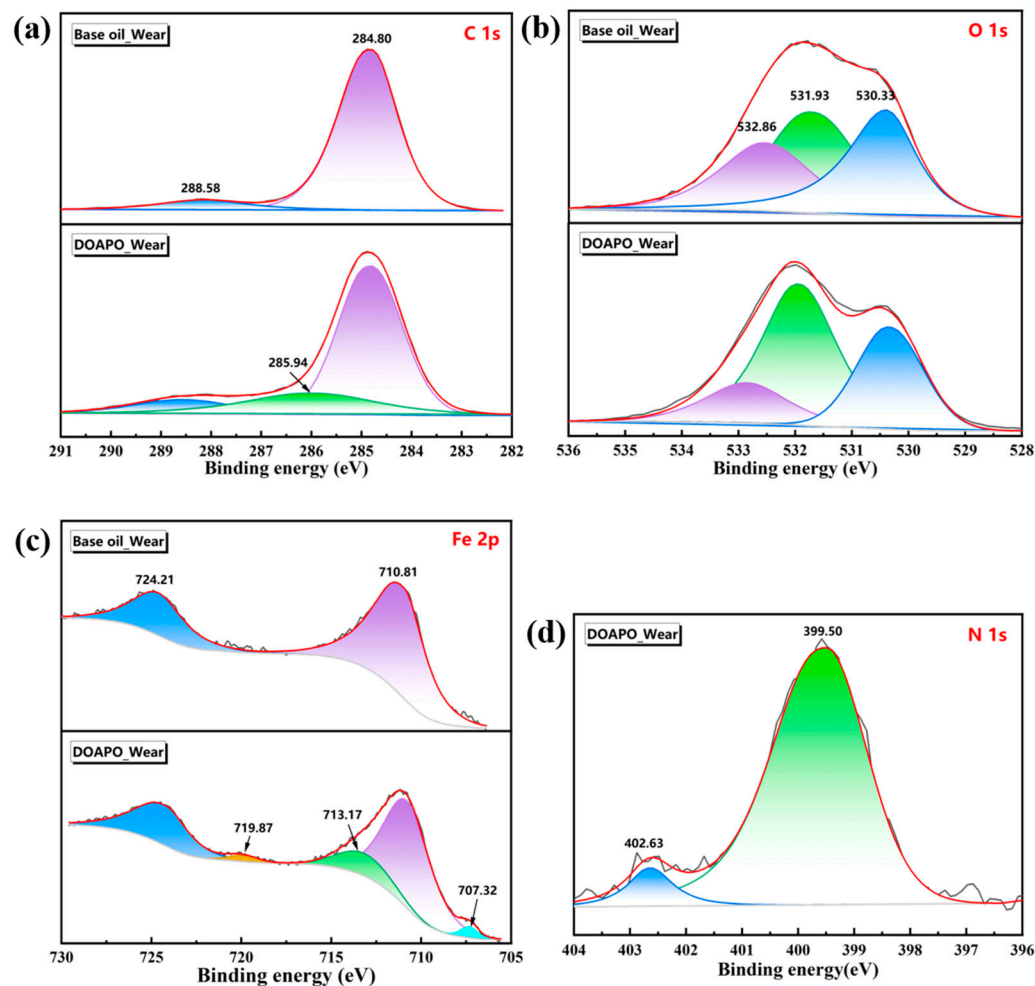 (a)
Base oil_Wear
C 1s
284.80
288.58
DOAPO_Wear
285.94
291 290 289 288 287 286 285 284 283 282
Binding energy (eV)
(b)
Base oil_Wear
O 1s
532.86
531.93
530.33
DOAPO_Wear
536 535 534 533 532 531 530 529 528
Binding energy (eV)
(c)
Base oil_Wear
Fe 2p
724.21
710.81
DOAPO_Wear
719.87
713.17
707.32
730 725 720 715 710 705
Binding energy (eV)
(d)
DOAPO_Wear
N 1s
399.50
402.63
404 403 402 401 400 399 398 397 396
Binding energy(eV)